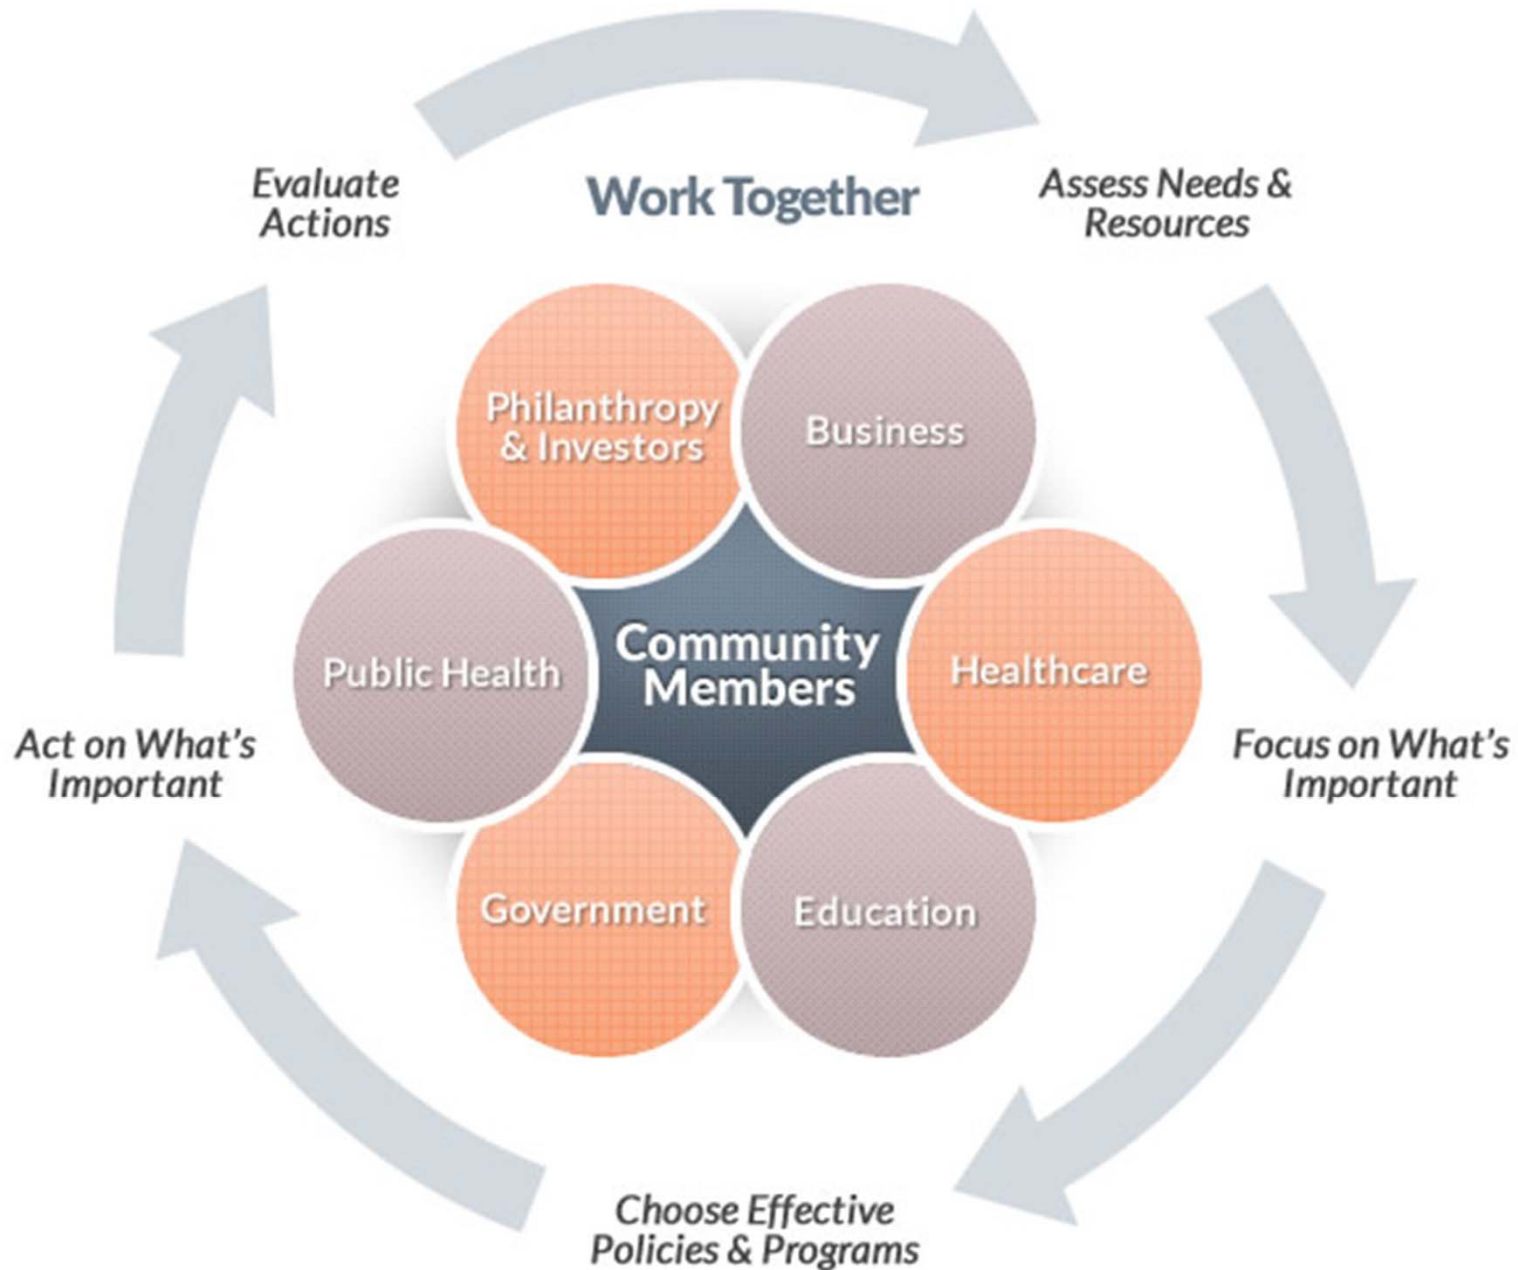 Evaluate
Actions
Work Together
Assess Needs &
Resources
Philanthropy
& Investors
Business
Public Health
Community
Members
Healthcare
Act on What's
Important
Focus on What's
Important
Government
Education
Choose Effective
Policies & Programs